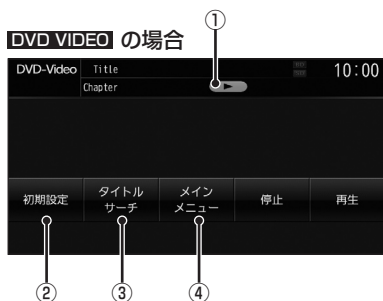 ①
DVD VIDEO の場合
DVD-Video Title 10:00
Chapter
初期設定 タイトルサーチ メインメニュー 停止 再生
② ③ ④